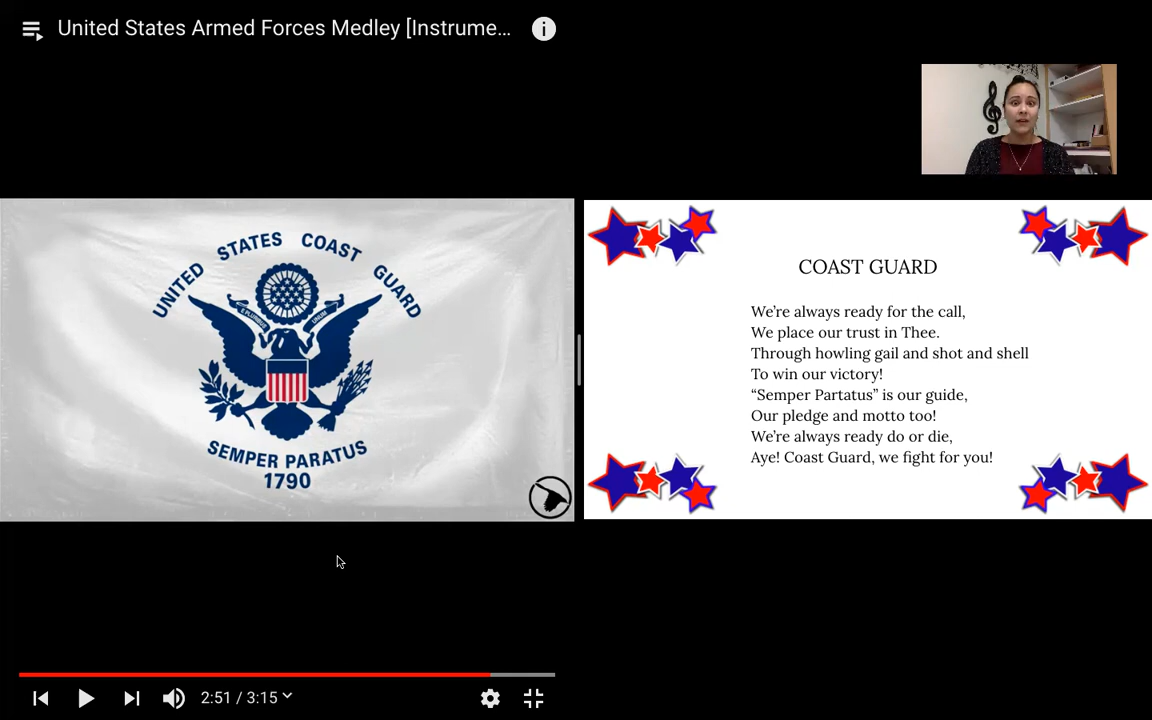 United States Armed Forces Medley [Instrume...
UNITED STATES COAST GUARD
E PLURIBUS UNUM
SEMPER PARATUS
1790
COAST GUARD
We’re always ready for the call,
We place our trust in Thee.
Through howling gail and shot and shell
To win our victory!
“Semper Partatus” is our guide,
Our pledge and motto too!
We’re always ready do or die,
Aye! Coast Guard, we fight for you!
2:51 / 3:15